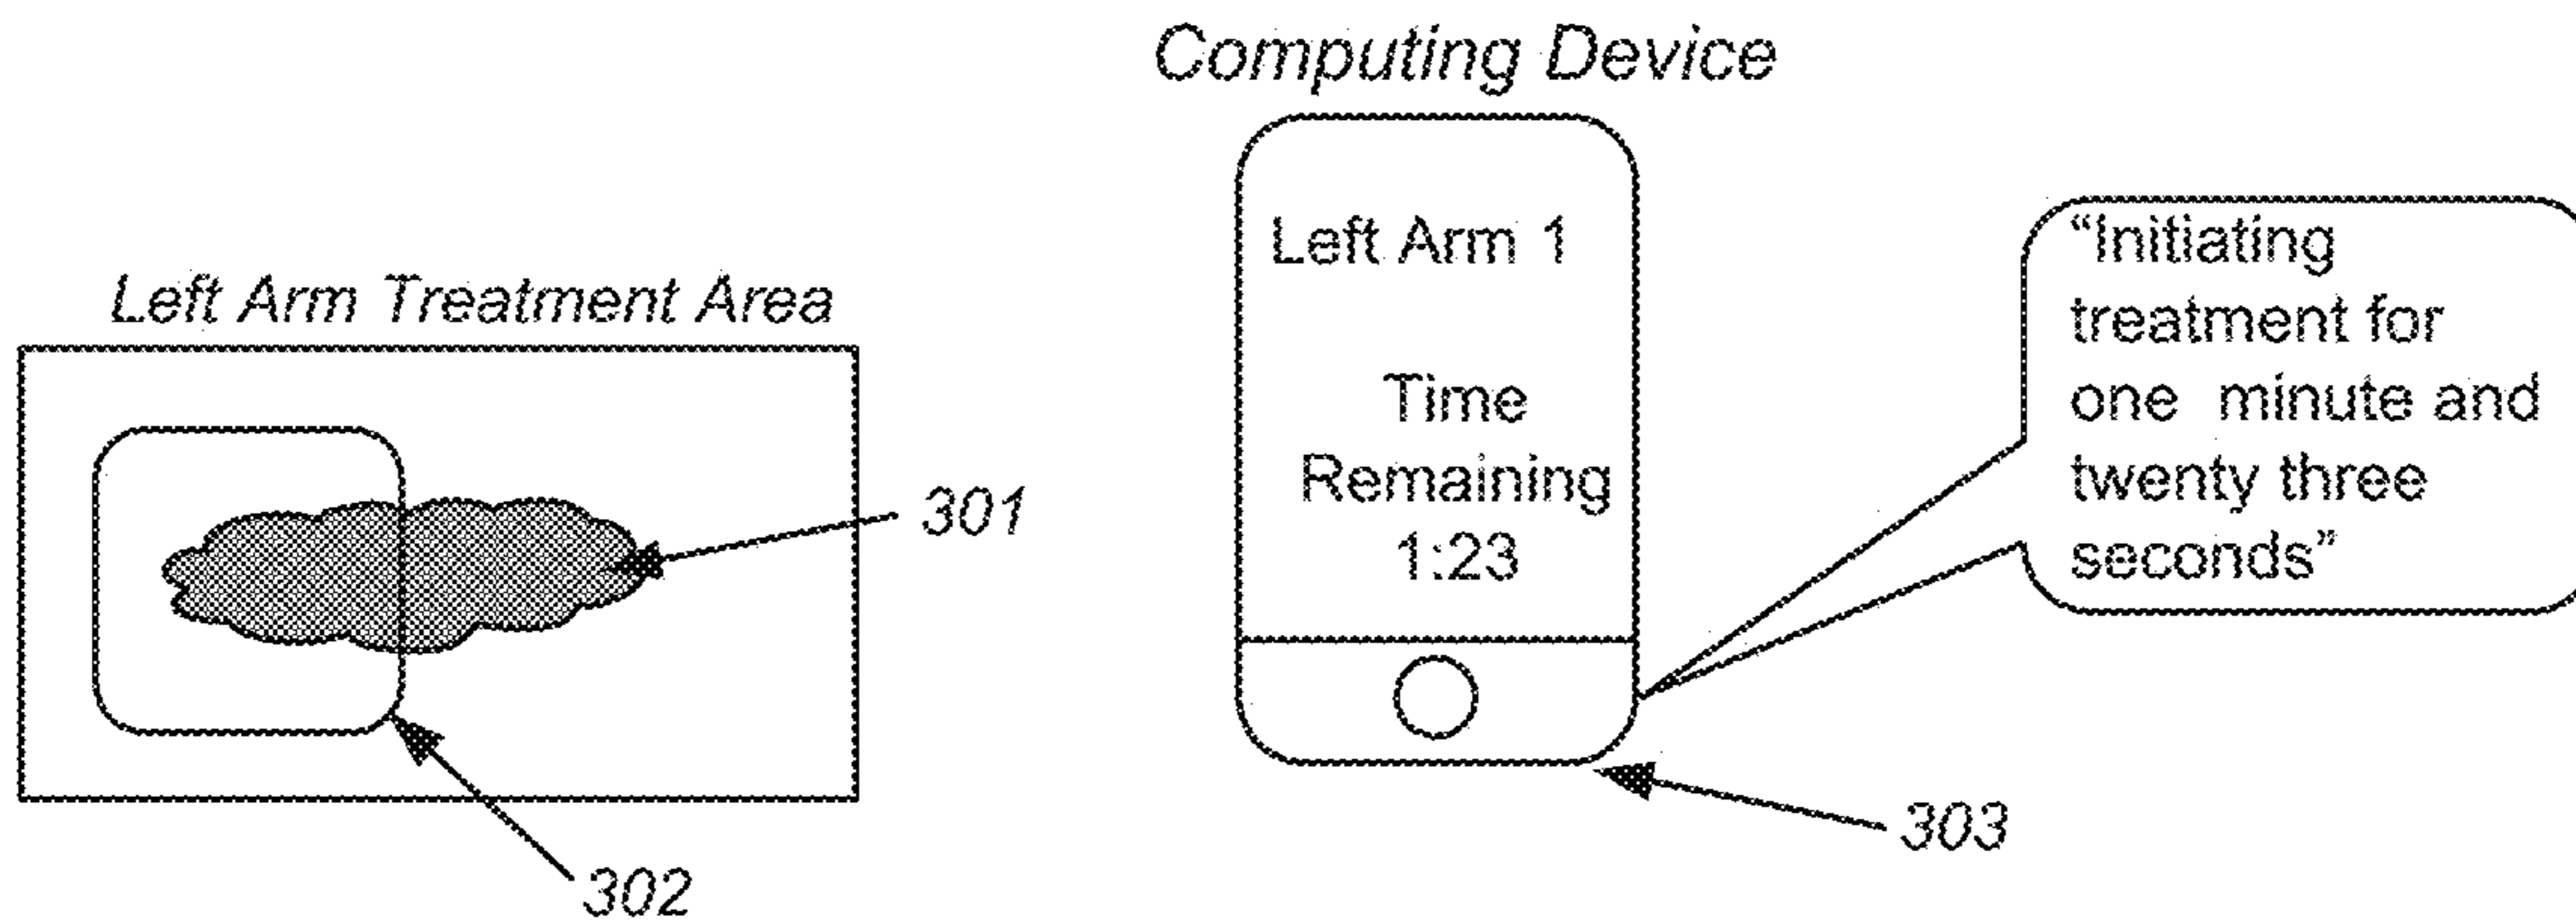 Computing Device
Left Arm Treatment Area
301
302
Left Arm 1
Time
Remaining
1:23
303
“Initiating
treatment for
one minute and
twenty three
seconds”